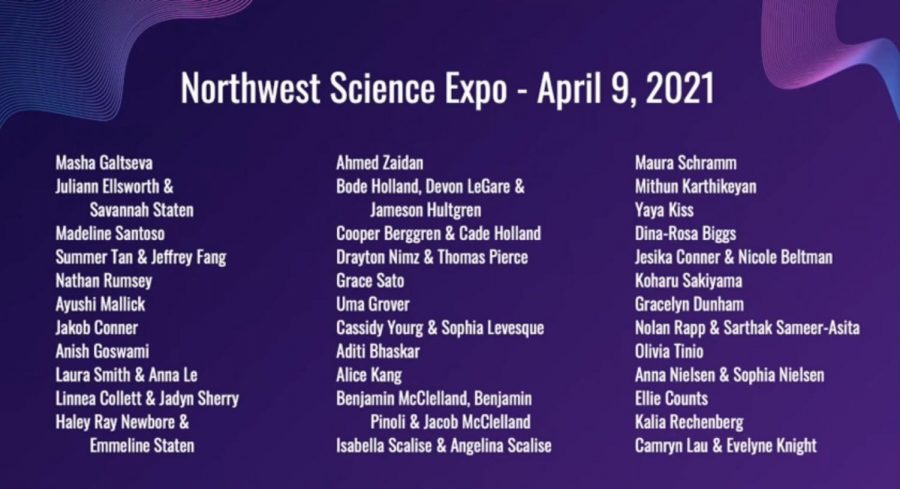 Northwest Science Expo - April 9, 2021
Masha Galtseva
Juliann Ellsworth &
Savannah Staten
Madeline Santoso
Summer Tan & Jeffrey Fang
Nathan Rumsey
Ayushi Mallick
Jakob Conner
Anish Goswami
Laura Smith & Anna Le
Linnea Collett & Jadyn Sherry
Haley Ray Newbore &
Emmeline Staten
Ahmed Zaidan
Bode Holland, Devon LeGare &
Jameson Hultgren
Cooper Berggren & Cade Holland
Drayton Nimz & Thomas Pierce
Grace Sato
Uma Grover
Cassidy Yourg & Sophia Levesque
Aditi Bhaskar
Alice Kang
Benjamin McClelland, Benjamin
Pinoli & Jacob McClelland
Isabella Scalise & Angelina Scalise
Maura Schramm
Mithun Karthikeyan
Yaya Kiss
Dina-Rosa Biggs
Jesika Conner & Nicole Beltman
Koharu Sakiyama
Gracelyn Dunham
Nolan Rapp & Sarthak Sameer-Asita
Olivia Tinio
Anna Nielsen & Sophia Nielsen
Ellie Counts
Kalia Rechenberg
Camryn Lau & Evelyne Knight